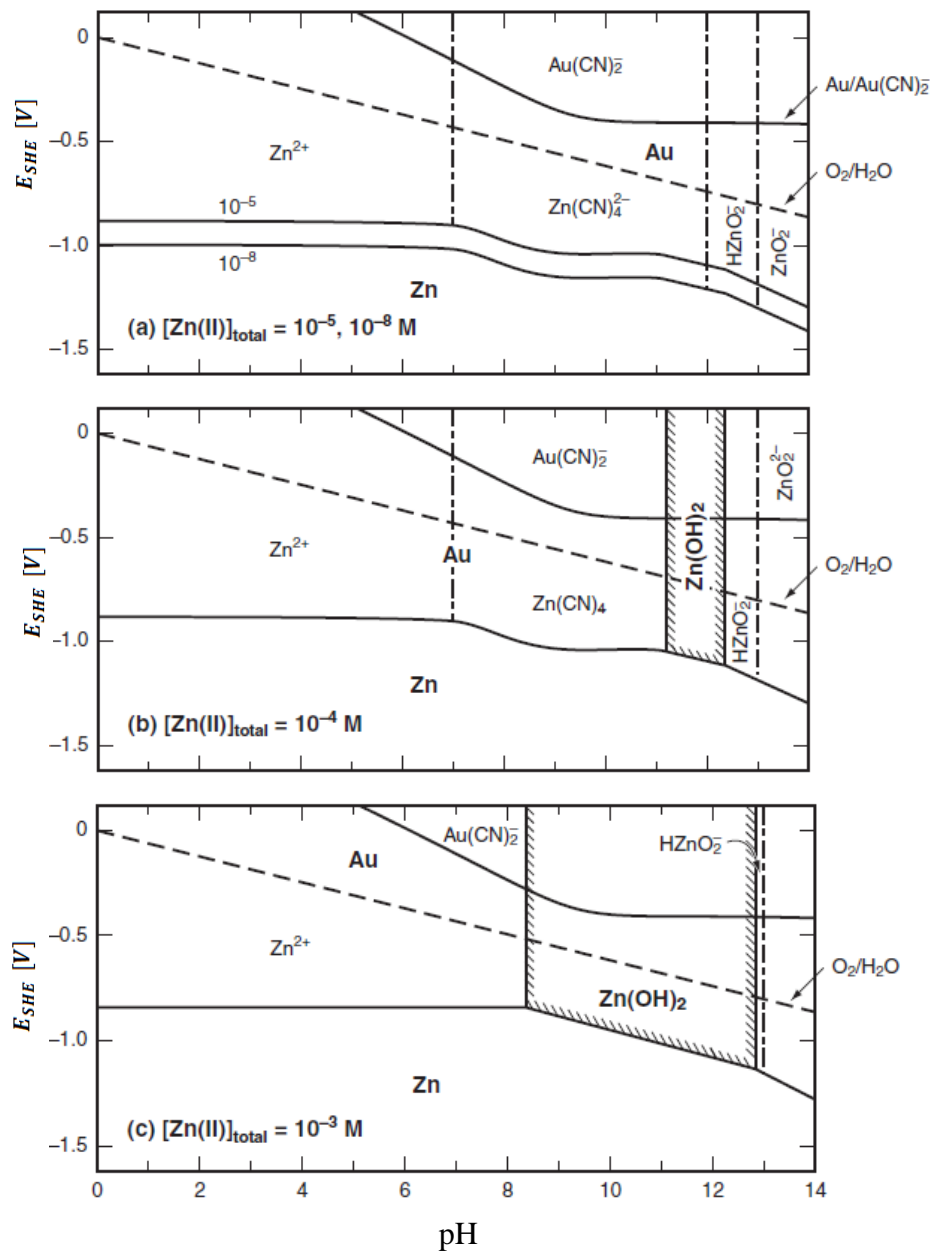 0
−0.5
−1.0
−1.5
E_SHE [V]
Au(CN)₂⁻
Au/Au(CN)₂⁻
Zn²⁺
Au
O₂/H₂O
10⁻⁵
Zn(CN)₄²⁻
HZnO₂⁻
ZnO₂⁻
10⁻⁸
Zn
(a) [Zn(II)]total = 10⁻⁵, 10⁻⁸ M
0
−0.5
−1.0
−1.5
E_SHE [V]
Au(CN)₂⁻
Zn(OH)₂
ZnO₂²⁻
Zn²⁺
Au
O₂/H₂O
Zn(CN)₄
HZnO₂⁻
Zn
(b) [Zn(II)]total = 10⁻⁴ M
0
−0.5
−1.0
−1.5
E_SHE [V]
Au(CN)₂⁻
HZnO₂⁻
Au
Zn²⁺
O₂/H₂O
Zn(OH)₂
Zn
(c) [Zn(II)]total = 10⁻³ M
0 2 4 6 8 10 12 14
pH